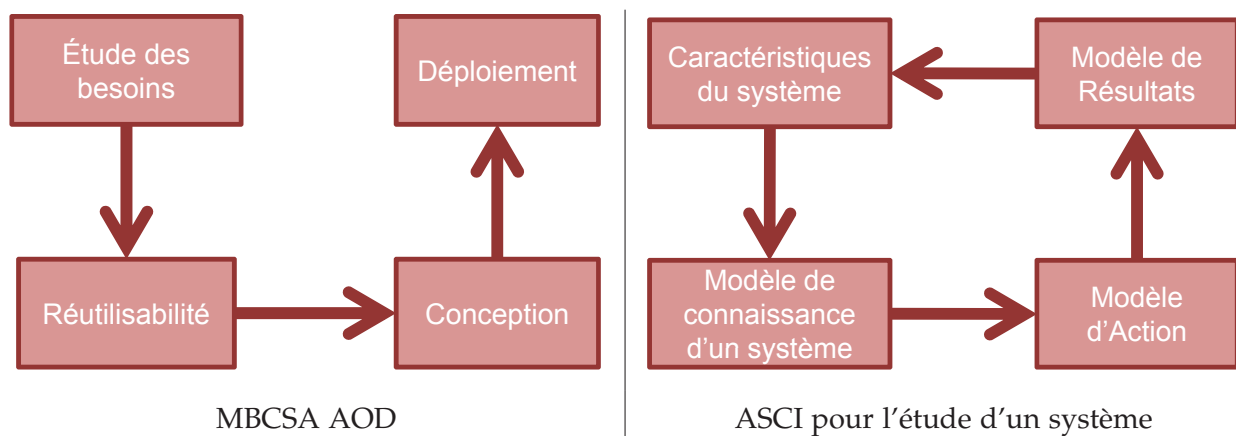 Étude des
besoins
Déploiement
Réutilisabilité
Conception
MBCSA AOD
Caractéristiques
du système
Modèle de
Résultats
Modèle de
connaissance
d'un système
Modèle
d'Action
ASCI pour l'étude d'un système